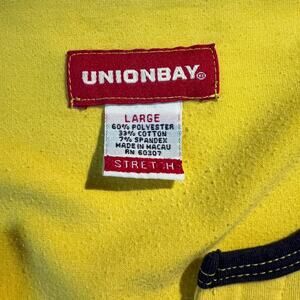 UNIONBAY®
LARGE
60% POLYESTER
33% COTTON
7% SPANDEX
MADE IN MACAU
RN 60307
STRETCH